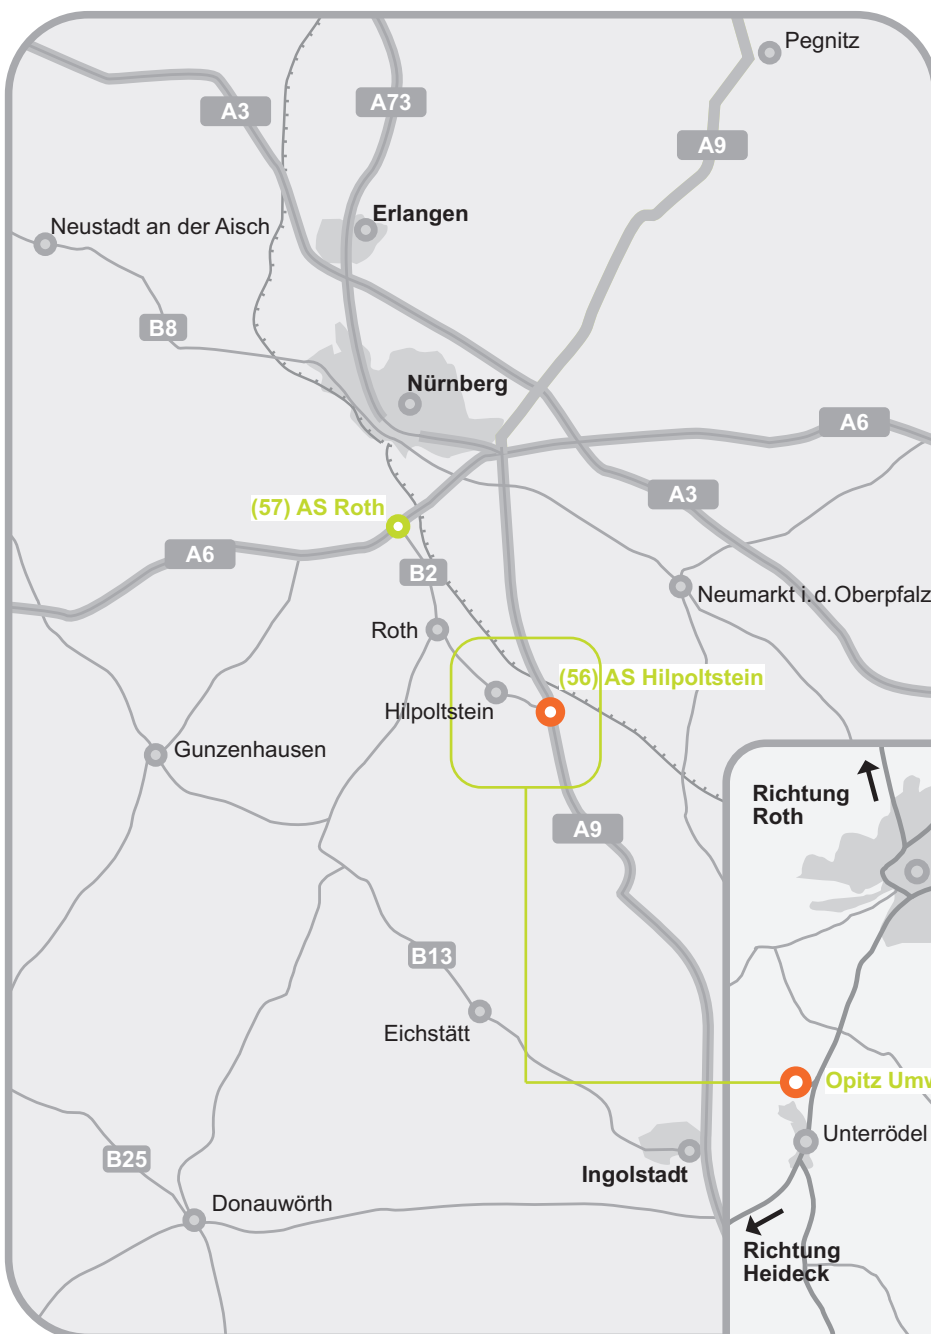 Pegnitz
A3
A73
A9
Neustadt an der Aisch
Erlangen
B8
Nürnberg
A6
A3
(57) AS Roth
A6
B2
Neumarkt i.d.Oberpfalz
Roth
(56) AS Hilpoltstein
Hilpoltstein
Gunzenhausen
Richtung
Roth
A9
B13
Eichstätt
Opitz
Unterrödel
B25
Ingolstadt
Donauwörth
Richtung
Heideck